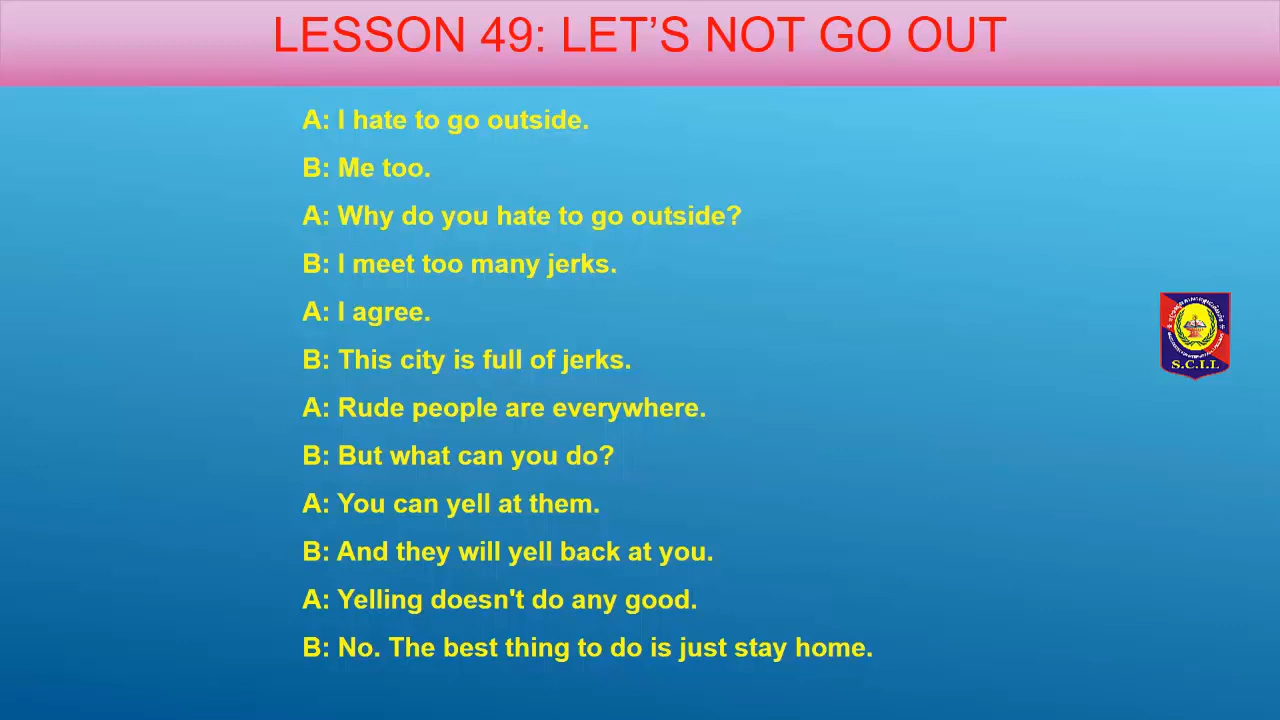 LESSON 49: LET’S NOT GO OUT
A: I hate to go outside.
B: Me too.
A: Why do you hate to go outside?
B: I meet too many jerks.
A: I agree.
B: This city is full of jerks.
A: Rude people are everywhere.
B: But what can you do?
A: You can yell at them.
B: And they will yell back at you.
A: Yelling doesn't do any good.
B: No. The best thing to do is just stay home.
S.C.I.L